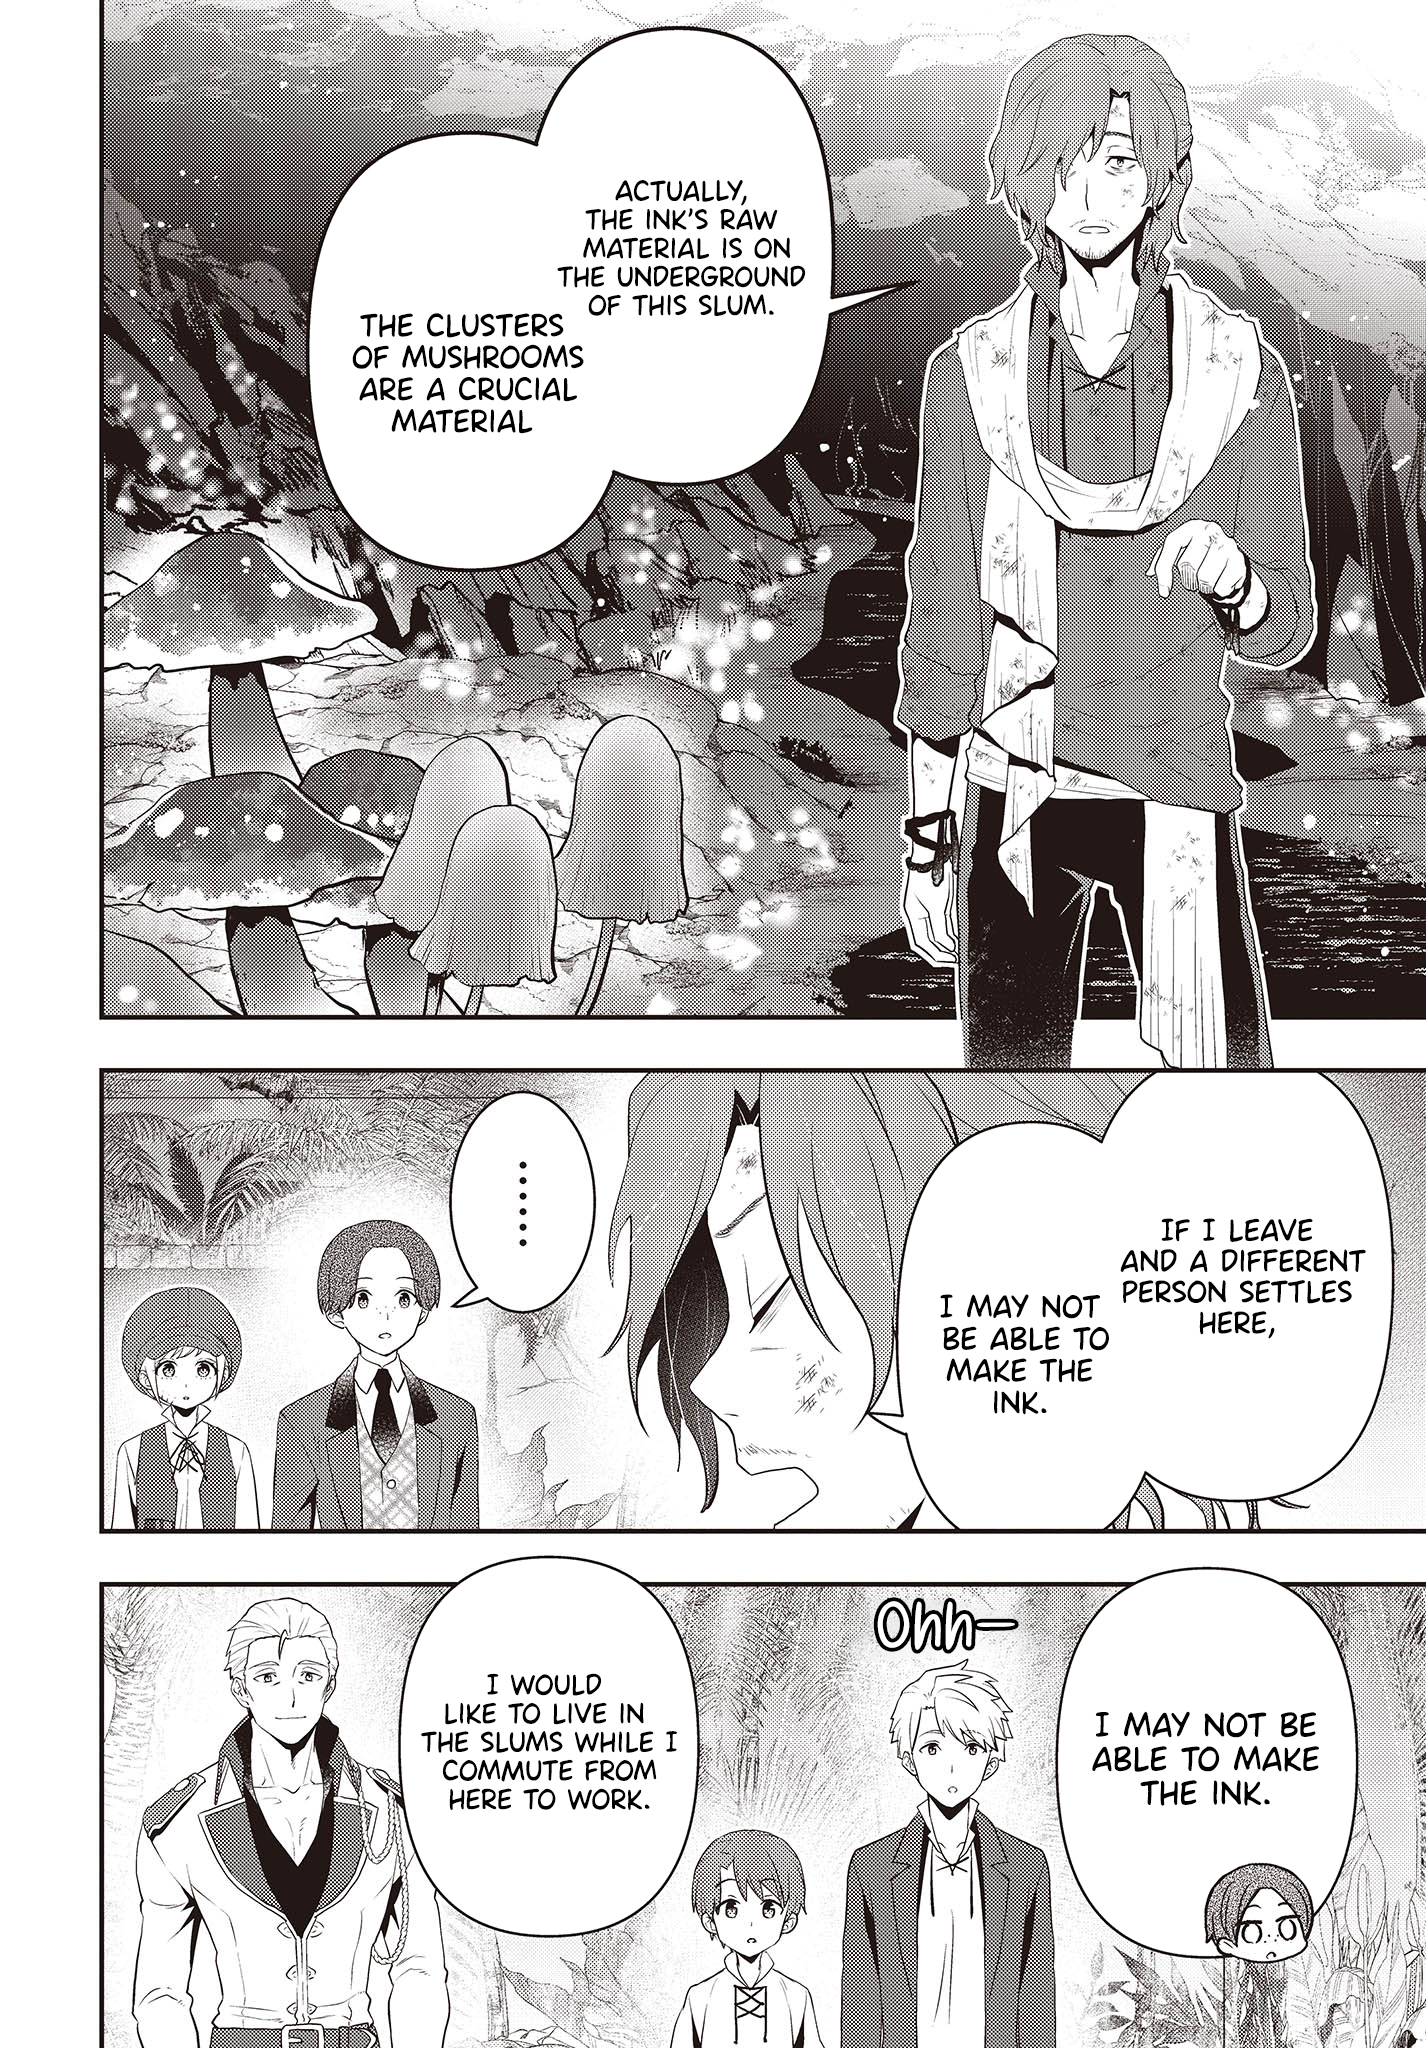 ACTUALLY,
THE INK'S RAW
MATERIAL IS ON
THE UNDERGROUND
OF THIS SLUM.
THE CLUSTERS
OF MUSHROOMS
ARE A CRUCIAL
MATERIAL
IF I LEAVE
AND A DIFFERENT
PERSON SETTLES
HERE,
I MAY NOT
BE ABLE TO
MAKE THE
INK.
......
I MAY NOT BE
ABLE TO MAKE
THE INK.
Ohh—
I WOULD
LIKE TO LIVE IN
THE SLUMS WHILE I
COMMUTE FROM
HERE TO WORK.